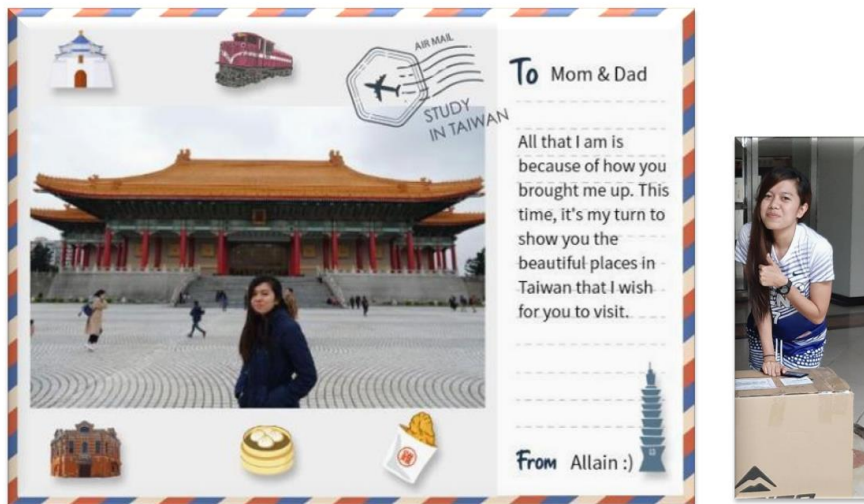 AIR MAIL
STUDY
IN TAIWAN
To Mom & Dad
All that I am is
because of how you
brought me up. This
time, it's my turn to
show you the
beautiful places in
Taiwan that I wish
for you to visit.
From Allain :)